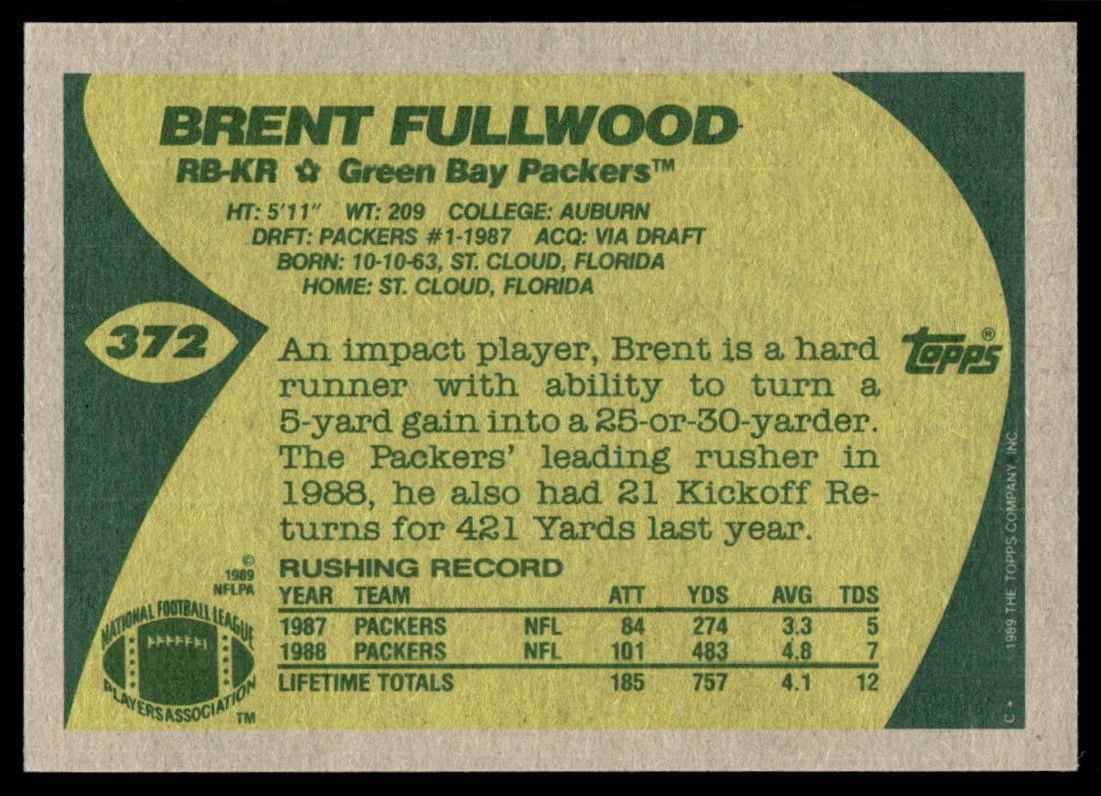 BRENT FULLWOOD
RB-KR ✩ Green Bay Packers™
HT: 5'11" WT: 209 COLLEGE: AUBURN
DRFT: PACKERS #1-1987 ACQ: VIA DRAFT
BORN: 10-10-63, ST. CLOUD, FLORIDA
HOME: ST. CLOUD, FLORIDA
372
An impact player, Brent is a hard
runner with ability to turn a
5-yard gain into a 25-or-30-yarder.
The Packers' leading rusher in
1988, he also had 21 Kickoff Re-
turns for 421 Yards last year.
topps®
RUSHING RECORD
YEAR TEAM ATT YDS AVG TDS
1987 PACKERS NFL 84 274 3.3 5
1988 PACKERS NFL 101 483 4.8 7
LIFETIME TOTALS 185 757 4.1 12
©
1989
NFLPA
NATIONAL FOOTBALL LEAGUE
PLAYERS ASSOCIATION
TM
C * 1989 THE TOPPS COMPANY, INC.